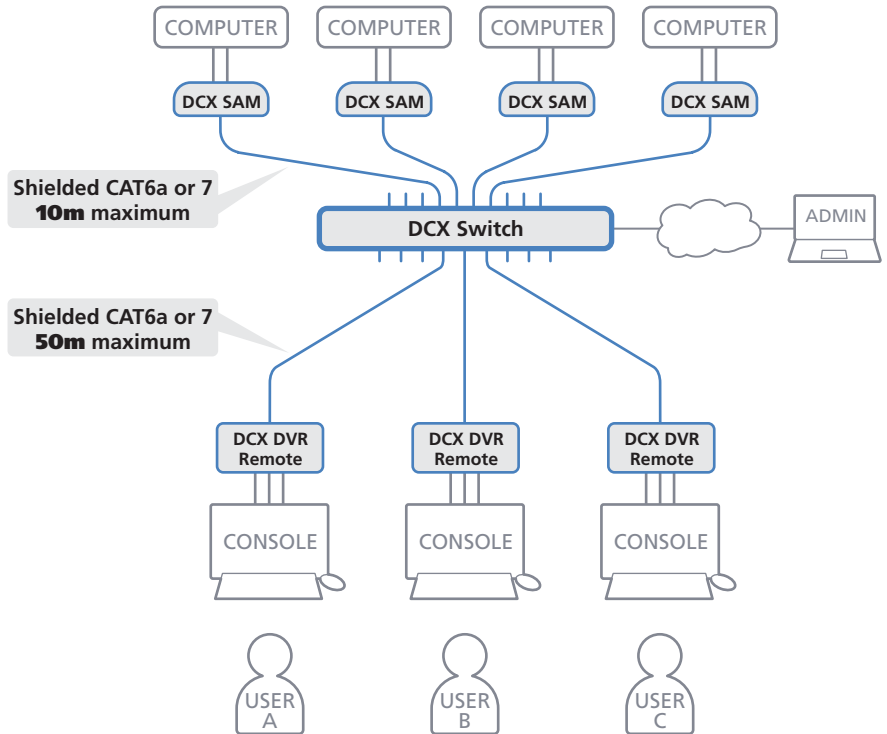 COMPUTER
COMPUTER
COMPUTER
COMPUTER
DCX SAM
DCX SAM
DCX SAM
DCX SAM
Shielded CAT6a or 7
10m maximum
DCX Switch
ADMIN
Shielded CAT6a or 7
50m maximum
DCX DVR
Remote
DCX DVR
Remote
DCX DVR
Remote
CONSOLE
CONSOLE
CONSOLE
USER
A
USER
B
USER
C